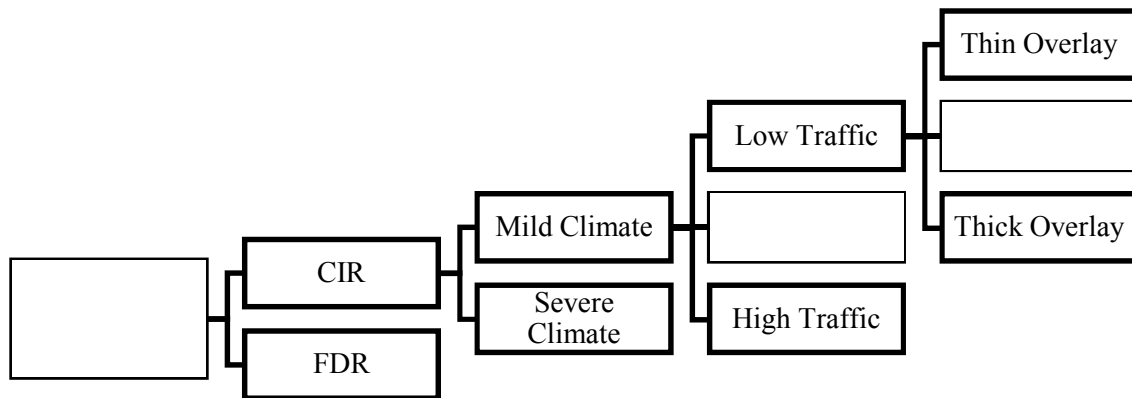 Thin Overlay
Low Traffic
Mild Climate
Thick Overlay
CIR
Severe
Climate
High Traffic
FDR